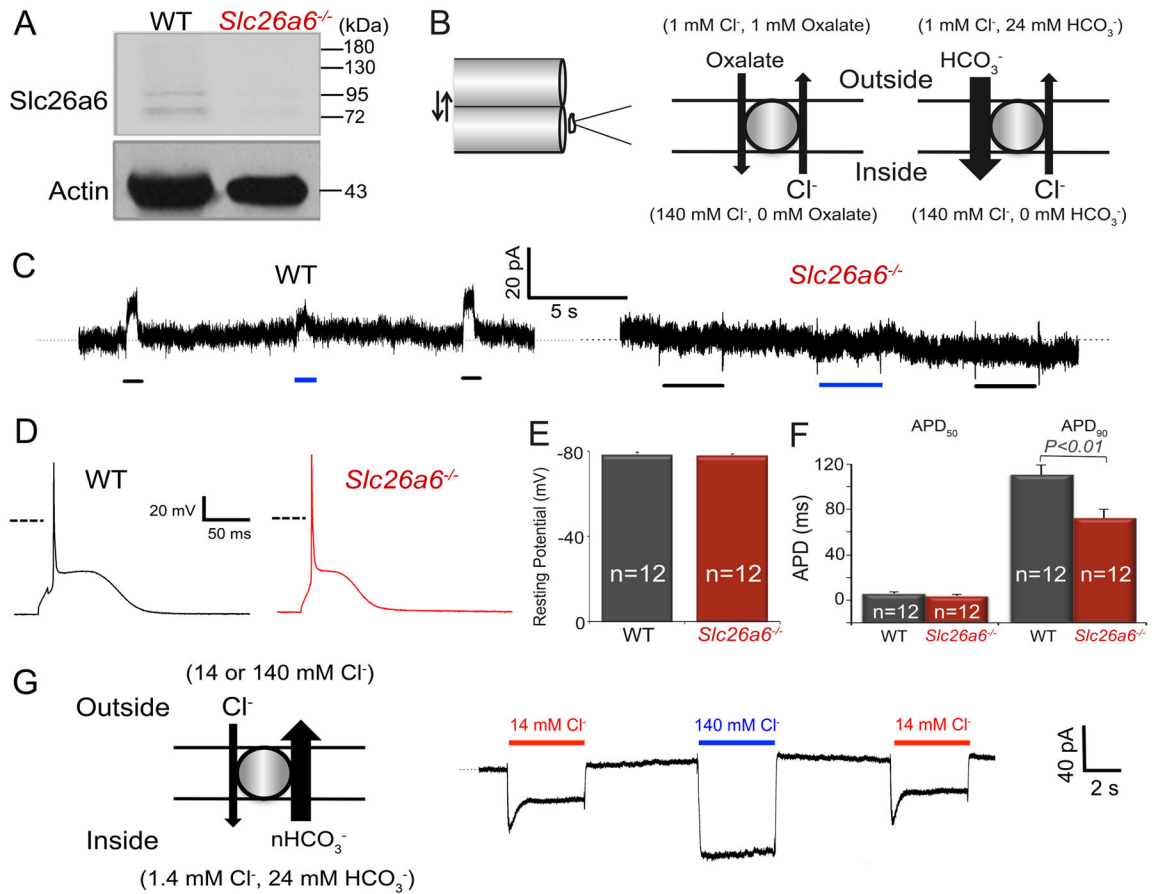 A
WT
Slc26a6-/-
(kDa)
180
130
95
72
Slc26a6
Actin
43
B
(1 mM Cl-, 1 mM Oxalate)
(1 mM Cl-, 24 mM HCO3-)
Oxalate
HCO3-
Outside
Inside
Cl-
Cl-
(140 mM Cl-, 0 mM Oxalate)
(140 mM Cl-, 0 mM HCO3-)
C
WT
20 pA
5 s
Slc26a6-/-
D
WT
20 mV
50 ms
Slc26a6-/-
E
Resting Potential (mV)
-80
-40
0
n=12
n=12
WT
Slc26a6-/-
F
APD50
APD90
P<0.01
APD (ms)
120
80
40
0
n=12
n=12
n=12
n=12
WT
Slc26a6-/-
WT
Slc26a6-/-
G
(14 or 140 mM Cl-)
Outside
Cl-
Inside
nHCO3-
(1.4 mM Cl-, 24 mM HCO3-)
14 mM Cl-
140 mM Cl-
14 mM Cl-
40 pA
2 s